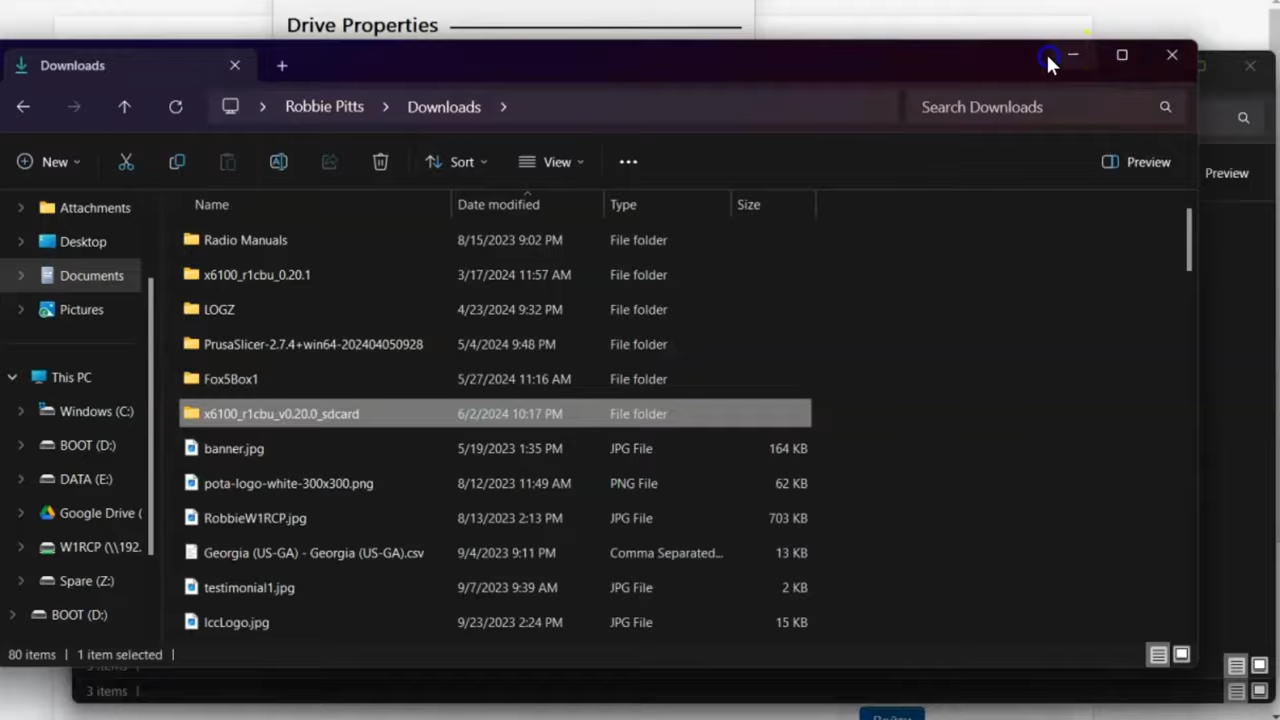 Drive Properties
Downloads
Robbie Pitts > Downloads >
Search Downloads
New
Sort
View
Preview
Preview
Name Date modified Type Size
Attachments
Desktop
Documents
Pictures
This PC
Windows (C:)
BOOT (D:)
DATA (E:)
Google Drive (
W1RCP (\\192.
Spare (Z:)
BOOT (D:)
Radio Manuals 8/15/2023 9:02 PM File folder
x6100_r1cbu_0.20.1 3/17/2024 11:57 AM File folder
LOGZ 4/23/2024 9:32 PM File folder
PrusaSlicer-2.7.4+win64-202404050928 5/4/2024 9:48 PM File folder
Fox5Box1 5/27/2024 11:16 AM File folder
x6100_r1cbu_v0.20.0_sdcard 6/2/2024 10:17 PM File folder
banner.jpg 5/19/2023 1:35 PM JPG File 164 KB
pota-logo-white-300x300.png 8/12/2023 11:49 AM PNG File 62 KB
RobbieW1RCP.jpg 8/13/2023 2:13 PM JPG File 703 KB
Georgia (US-GA) - Georgia (US-GA).csv 9/4/2023 9:11 PM Comma Separated... 13 KB
testimonial1.jpg 9/7/2023 9:39 AM JPG File 2 KB
IccLogo.jpg 9/23/2023 2:24 PM JPG File 15 KB
80 items | 1 item selected |
3 items |